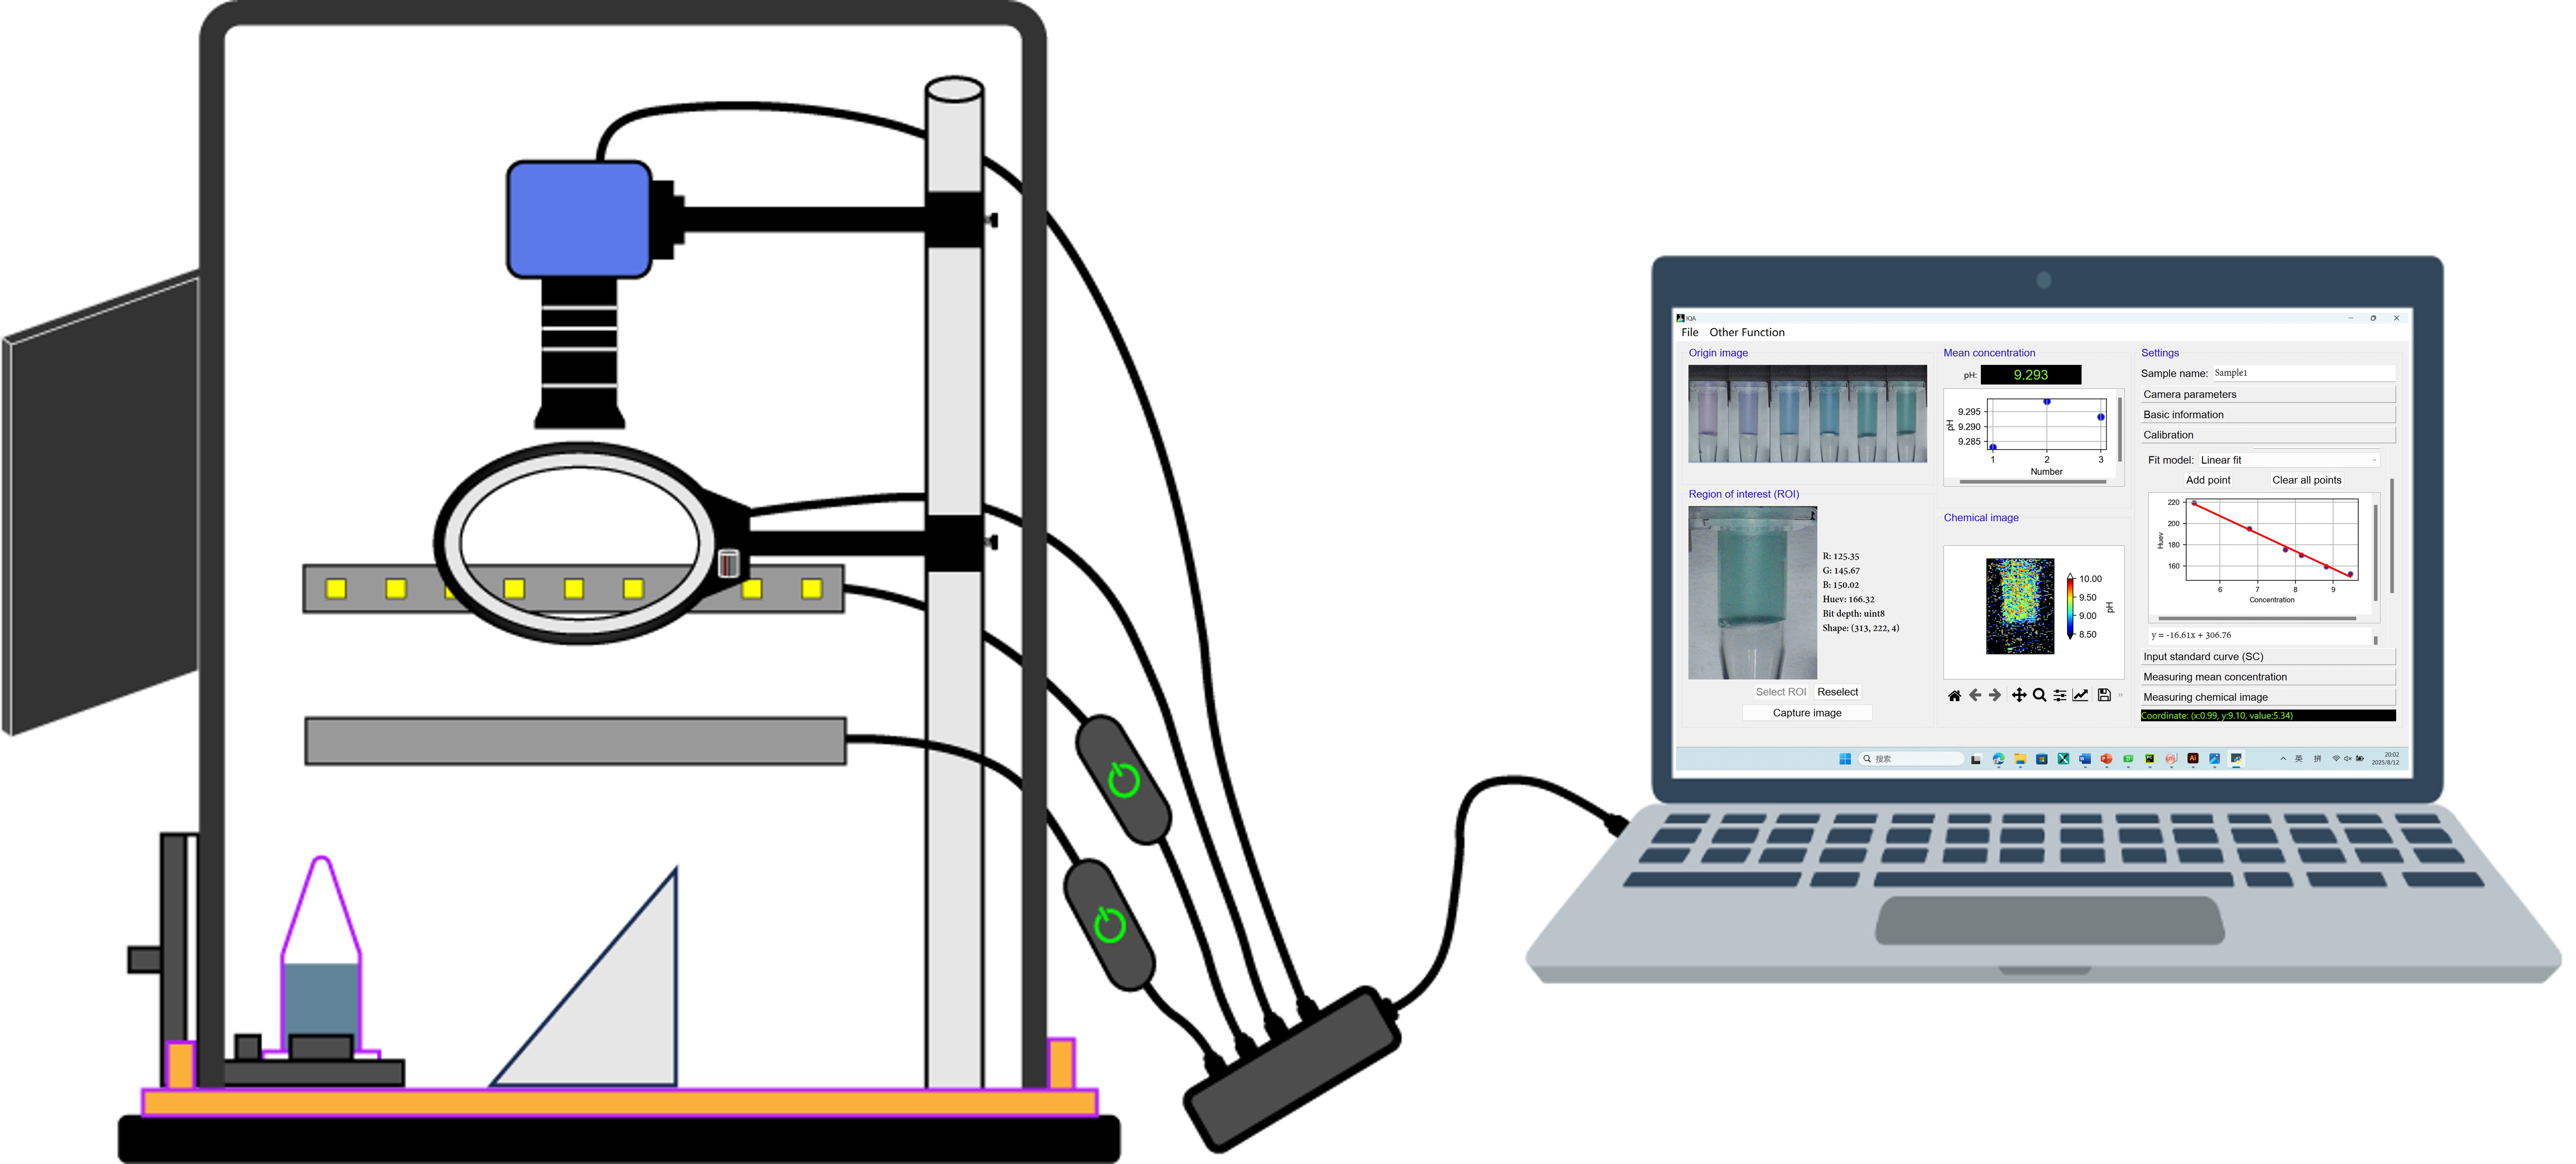 IQA
File Other Function
Origin image
Region of interest (ROI)
R: 125.35
G: 145.67
B: 150.02
Huev: 166.32
Bit depth: uint8
Shape: (313, 222, 4)
Select ROI Reselect
Capture image
Mean concentration
pH: 9.293
pH
9.295
9.290
9.285
1 2 3
Number
Chemical image
10.00
9.50
9.00
8.50
pH
Settings
Sample name: Sample1
Camera parameters
Basic information
Calibration
Fit model: Linear fit
Add point Clear all points
Huev
220
200
180
160
6 7 8 9
Concentration
y = -16.61x + 306.76
Input standard curve (SC)
Measuring mean concentration
Measuring chemical image
Coordinate: (x:0.99, y:9.10, value:5.34)
搜索
英 拼
20:02
2025/8/12